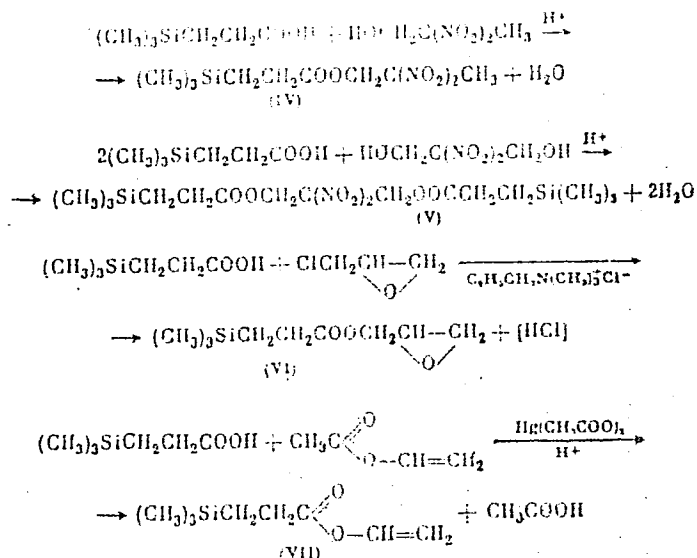 (CH₃)₃SiCH₂CH₂COOH + HOCH₂C(NO₂)₂CH₃ H⁺ →
→ (CH₃)₃SiCH₂CH₂COOCH₂C(NO₂)₂CH₃ + H₂O
(IV)
2(CH₃)₃SiCH₂CH₂COOH + HOCH₂C(NO₂)₂CH₂OH H⁺ →
→ (CH₃)₃SiCH₂CH₂COOCH₂C(NO₂)₂CH₂OOCCH₂CH₂Si(CH₃)₃ + 2H₂O
(V)
(CH₃)₃SiCH₂CH₂COOH + ClCH₂CH—CH₂ →
O
C₆H₅CH₂N(CH₃)₃⁺Cl⁻
→ (CH₃)₃SiCH₂CH₂COOCH₂CH—CH₂ + [HCl]
O
(VI)
O
(CH₃)₃SiCH₂CH₂COOH + CH₃C Hg(CH₃COO)₂ →
O—CH=CH₂ H⁺
O
→ (CH₃)₃SiCH₂CH₂C + CH₃COOH
O—CH=CH₂
(VII)